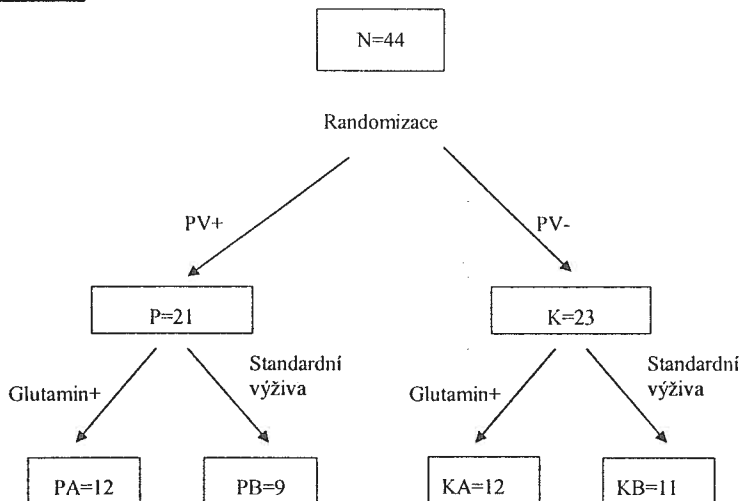 N=44
Randomizace
PV+
PV-
P=21
K=23
Glutamin+
Standardní
výživa
Glutamin+
Standardní
výživa
PA=12
PB=9
KA=12
KB=11